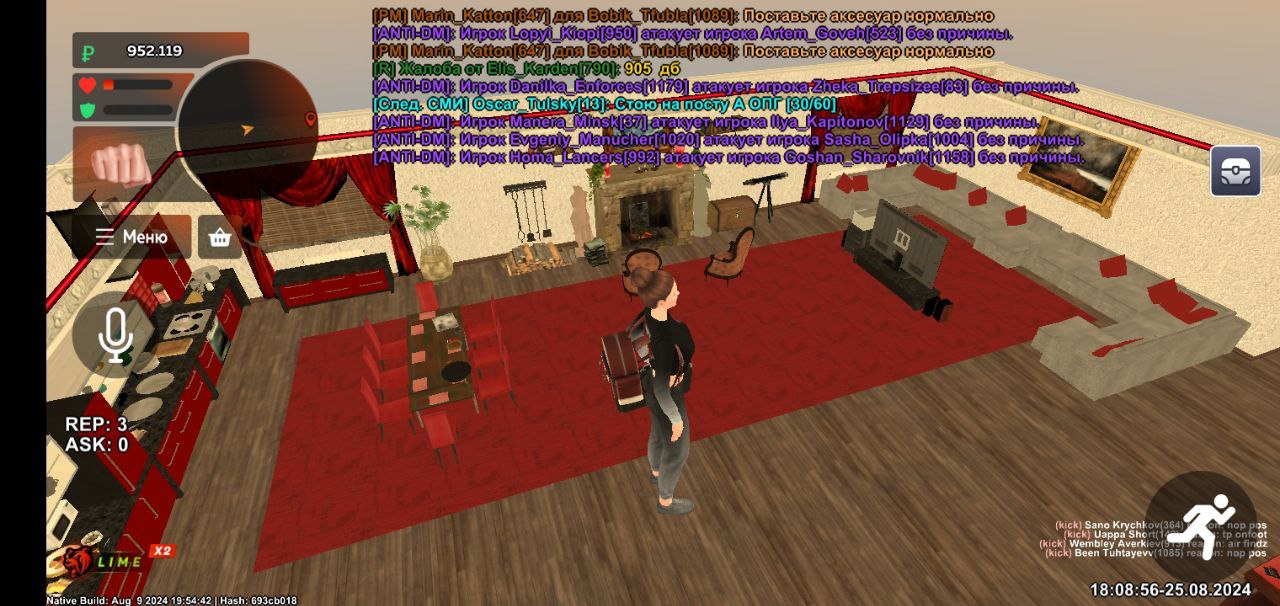 [PM] Marin_Katton[647] для Bobik_Tfubla[1089]: Поставьте аксесуар нормально
[ANTI-DM]: Игрок Lopyi_Klopi[950] атакует игрока Artem_Goveh[523] без причины.
[PM] Marin_Katton[647] для Bobik_Tfubla[1089]: Поставьте аксесуар нормально
[R] Жалоба от Elis_Karden[790]: 905 дб
[ANTI-DM]: Игрок Danilka_Enforces[1179] атакует игрока Zheka_Trepsizee[83] без причины.
[След. СМИ] Oscar_Tulsky[13]: Стою на посту А ОПГ [30/60]
[ANTI-DM]: Игрок Manera_Minsk[37] атакует игрока Ilya_Kapitonov[1129] без причины.
[ANTI-DM]: Игрок Evgeniy_Manucher[1020] атакует игрока Sasha_Olipka[1004] без причины.
[ANTI-DM]: Игрок Homa_Lancers[992] атакует игрока Goshan_Sharovnik[1158] без причины.
₽ 952.119
Меню
REP: 3
ASK: 0
LIME X2
(kick) Sano Krychkov(364) nop pos
(kick) Uappa Short tp onfoot
(kick) Wembley Averkiev(913) reason: air findz
(kick) Been Tuhtayevv(1085) reason: nop pos
18:08:56-25.08.2024
Native Build: Aug 9 2024 19:54:42 | Hash: 693cb018